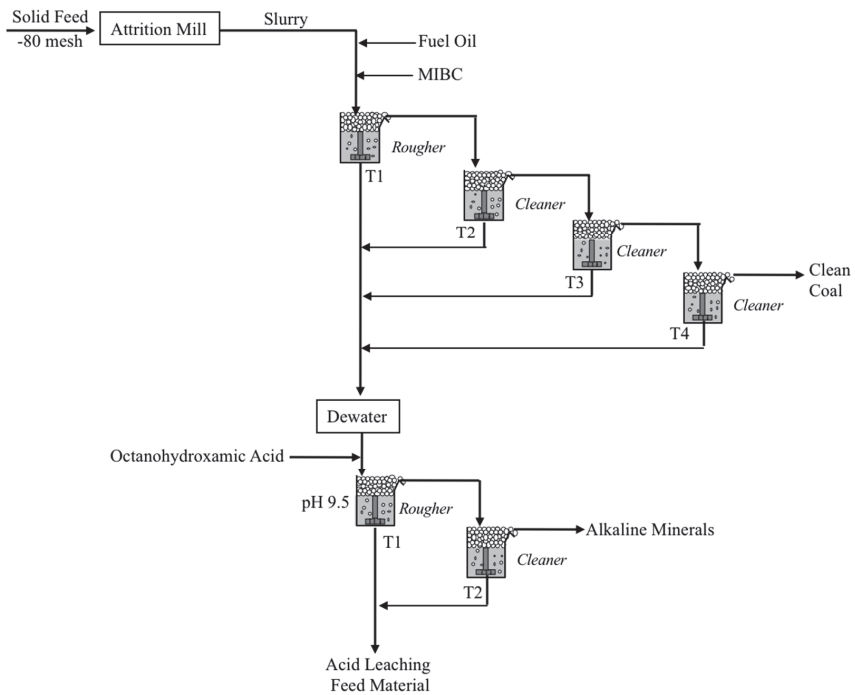 Solid Feed
-80 mesh
Attrition Mill
Slurry
Fuel Oil
MIBC
Rougher
T1
Cleaner
T2
Cleaner
T3
Clean
Coal
Cleaner
T4
Dewater
Octanohydroxamic Acid
pH 9.5
Rougher
T1
Alkaline Minerals
Cleaner
T2
Acid Leaching
Feed Material